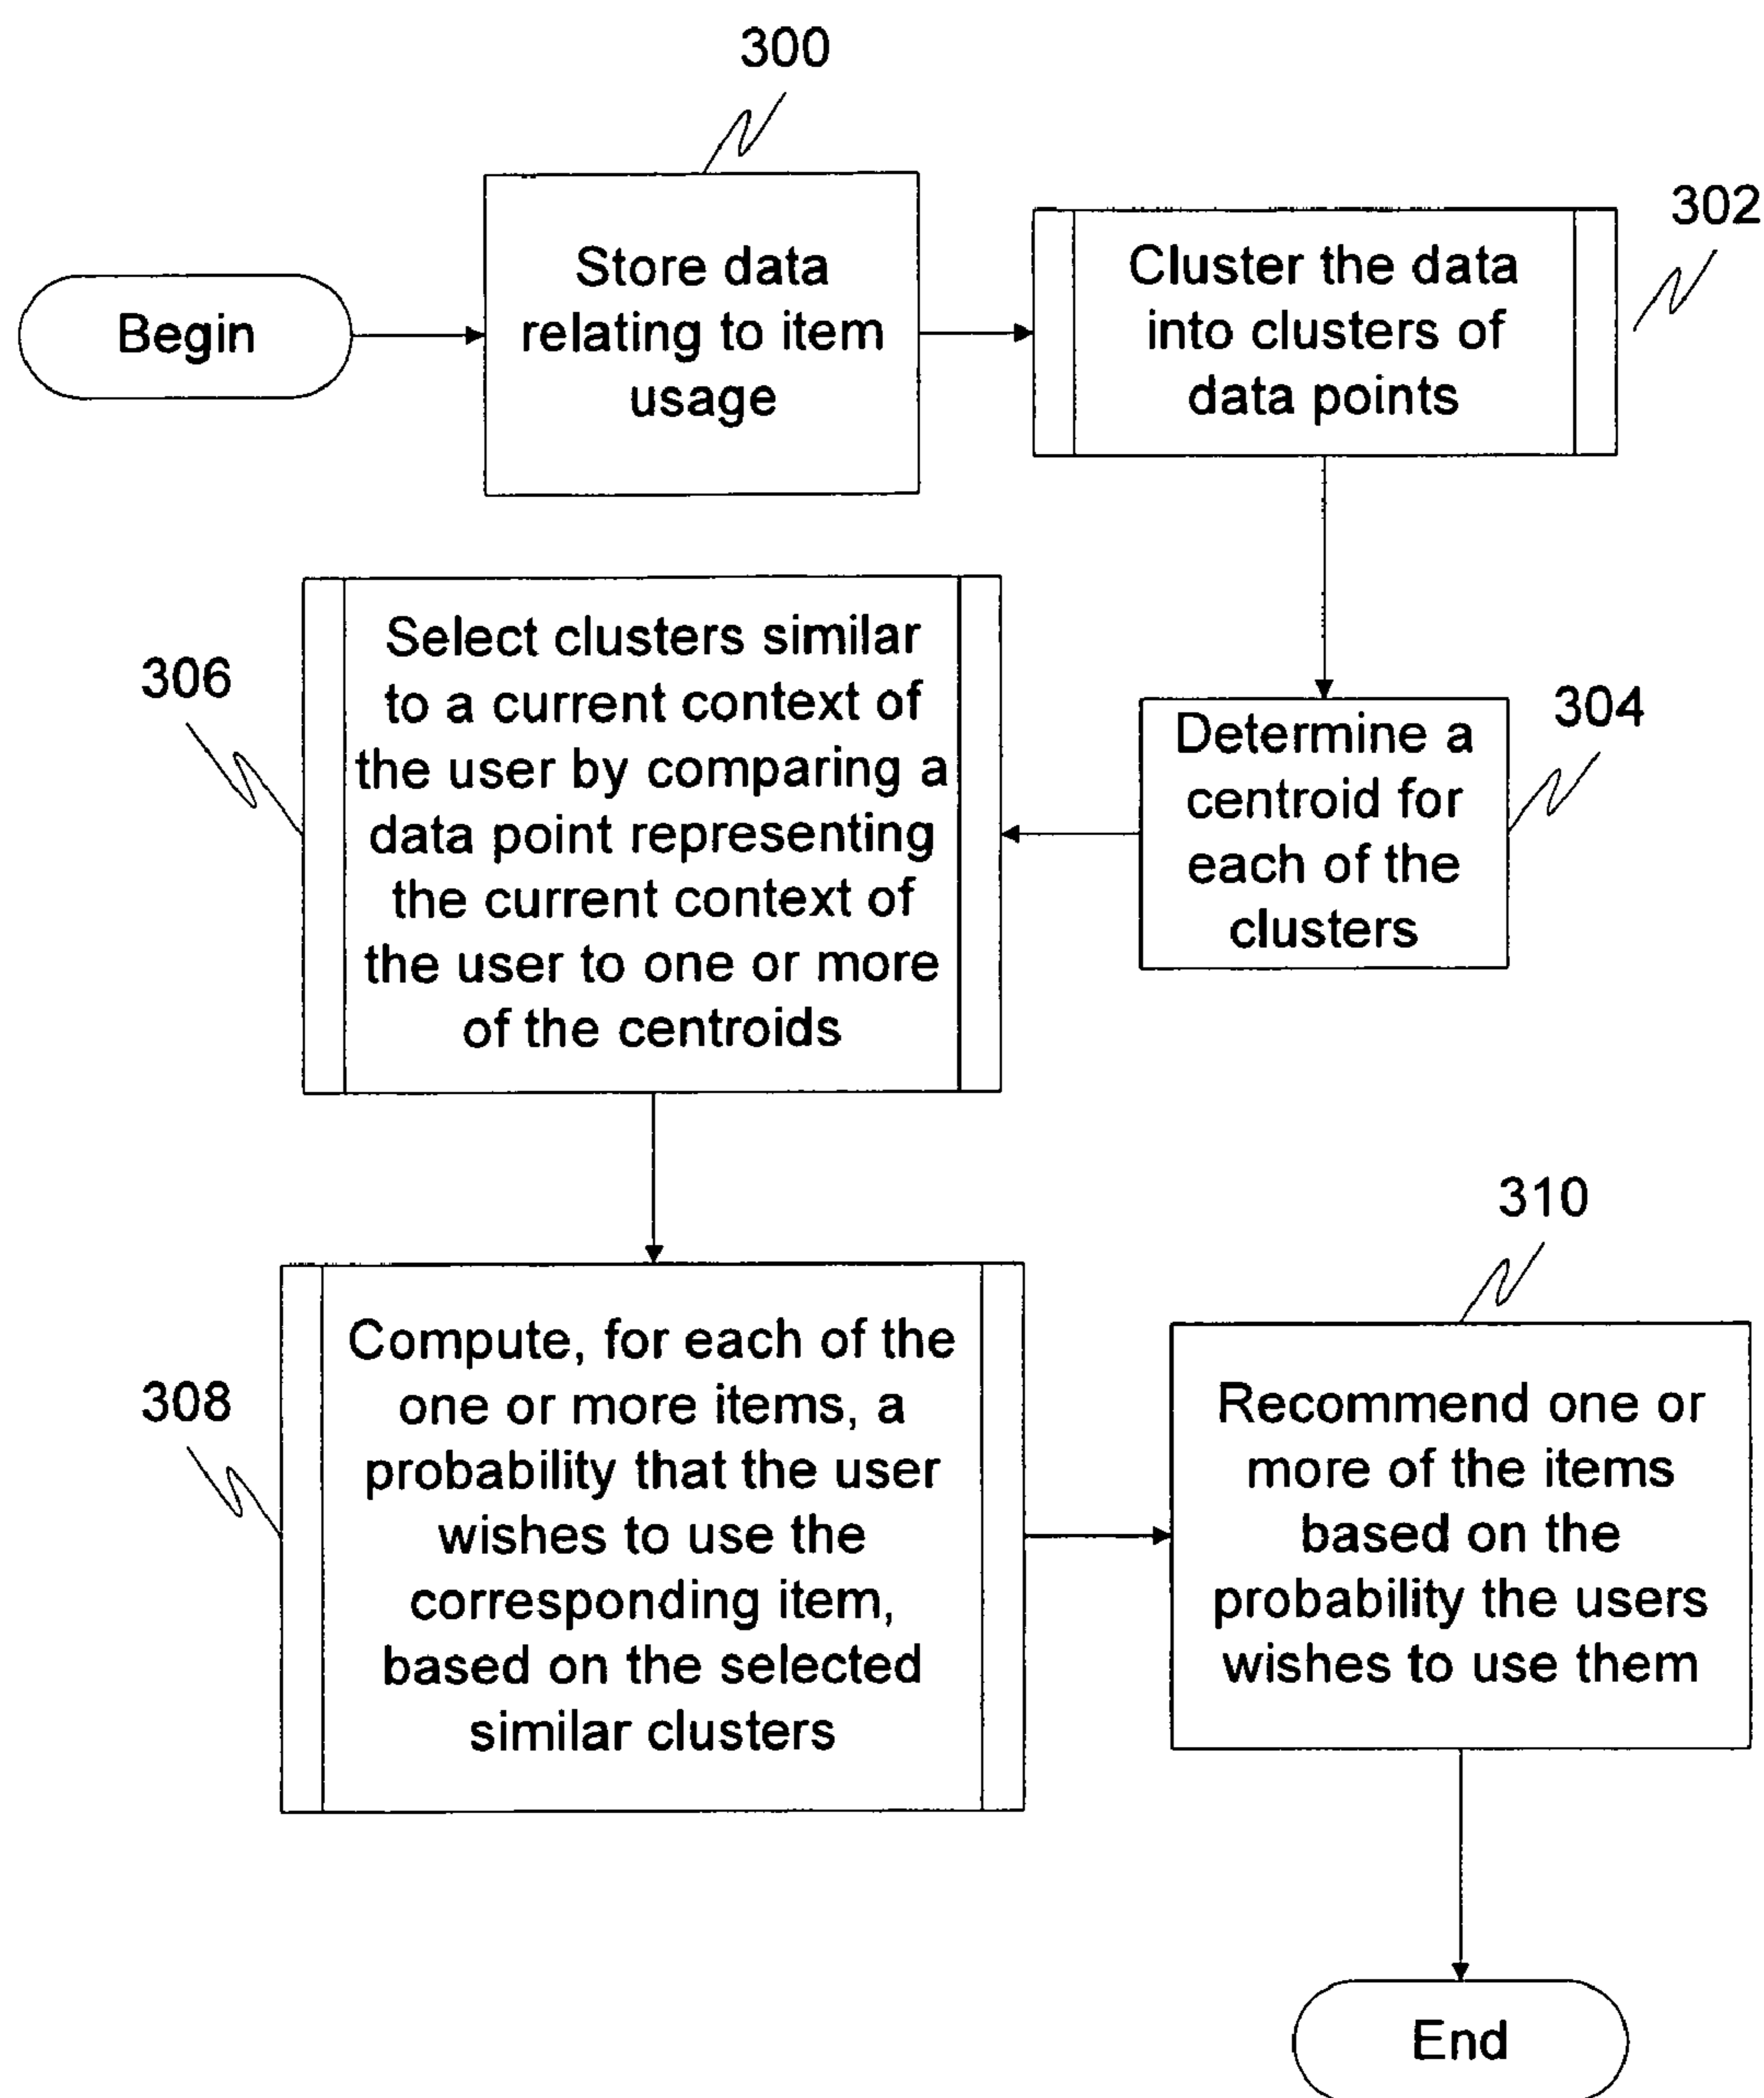 300
Begin
Store data
relating to item
usage
302
Cluster the data
into clusters of
data points
304
Determine a
centroid for
each of the
clusters
306
Select clusters similar
to a current context of
the user by comparing a
data point representing
the current context of
the user to one or more
of the centroids
308
Compute, for each of the
one or more items, a
probability that the user
wishes to use the
corresponding item,
based on the selected
similar clusters
310
Recommend one or
more of the items
based on the
probability the users
wishes to use them
End